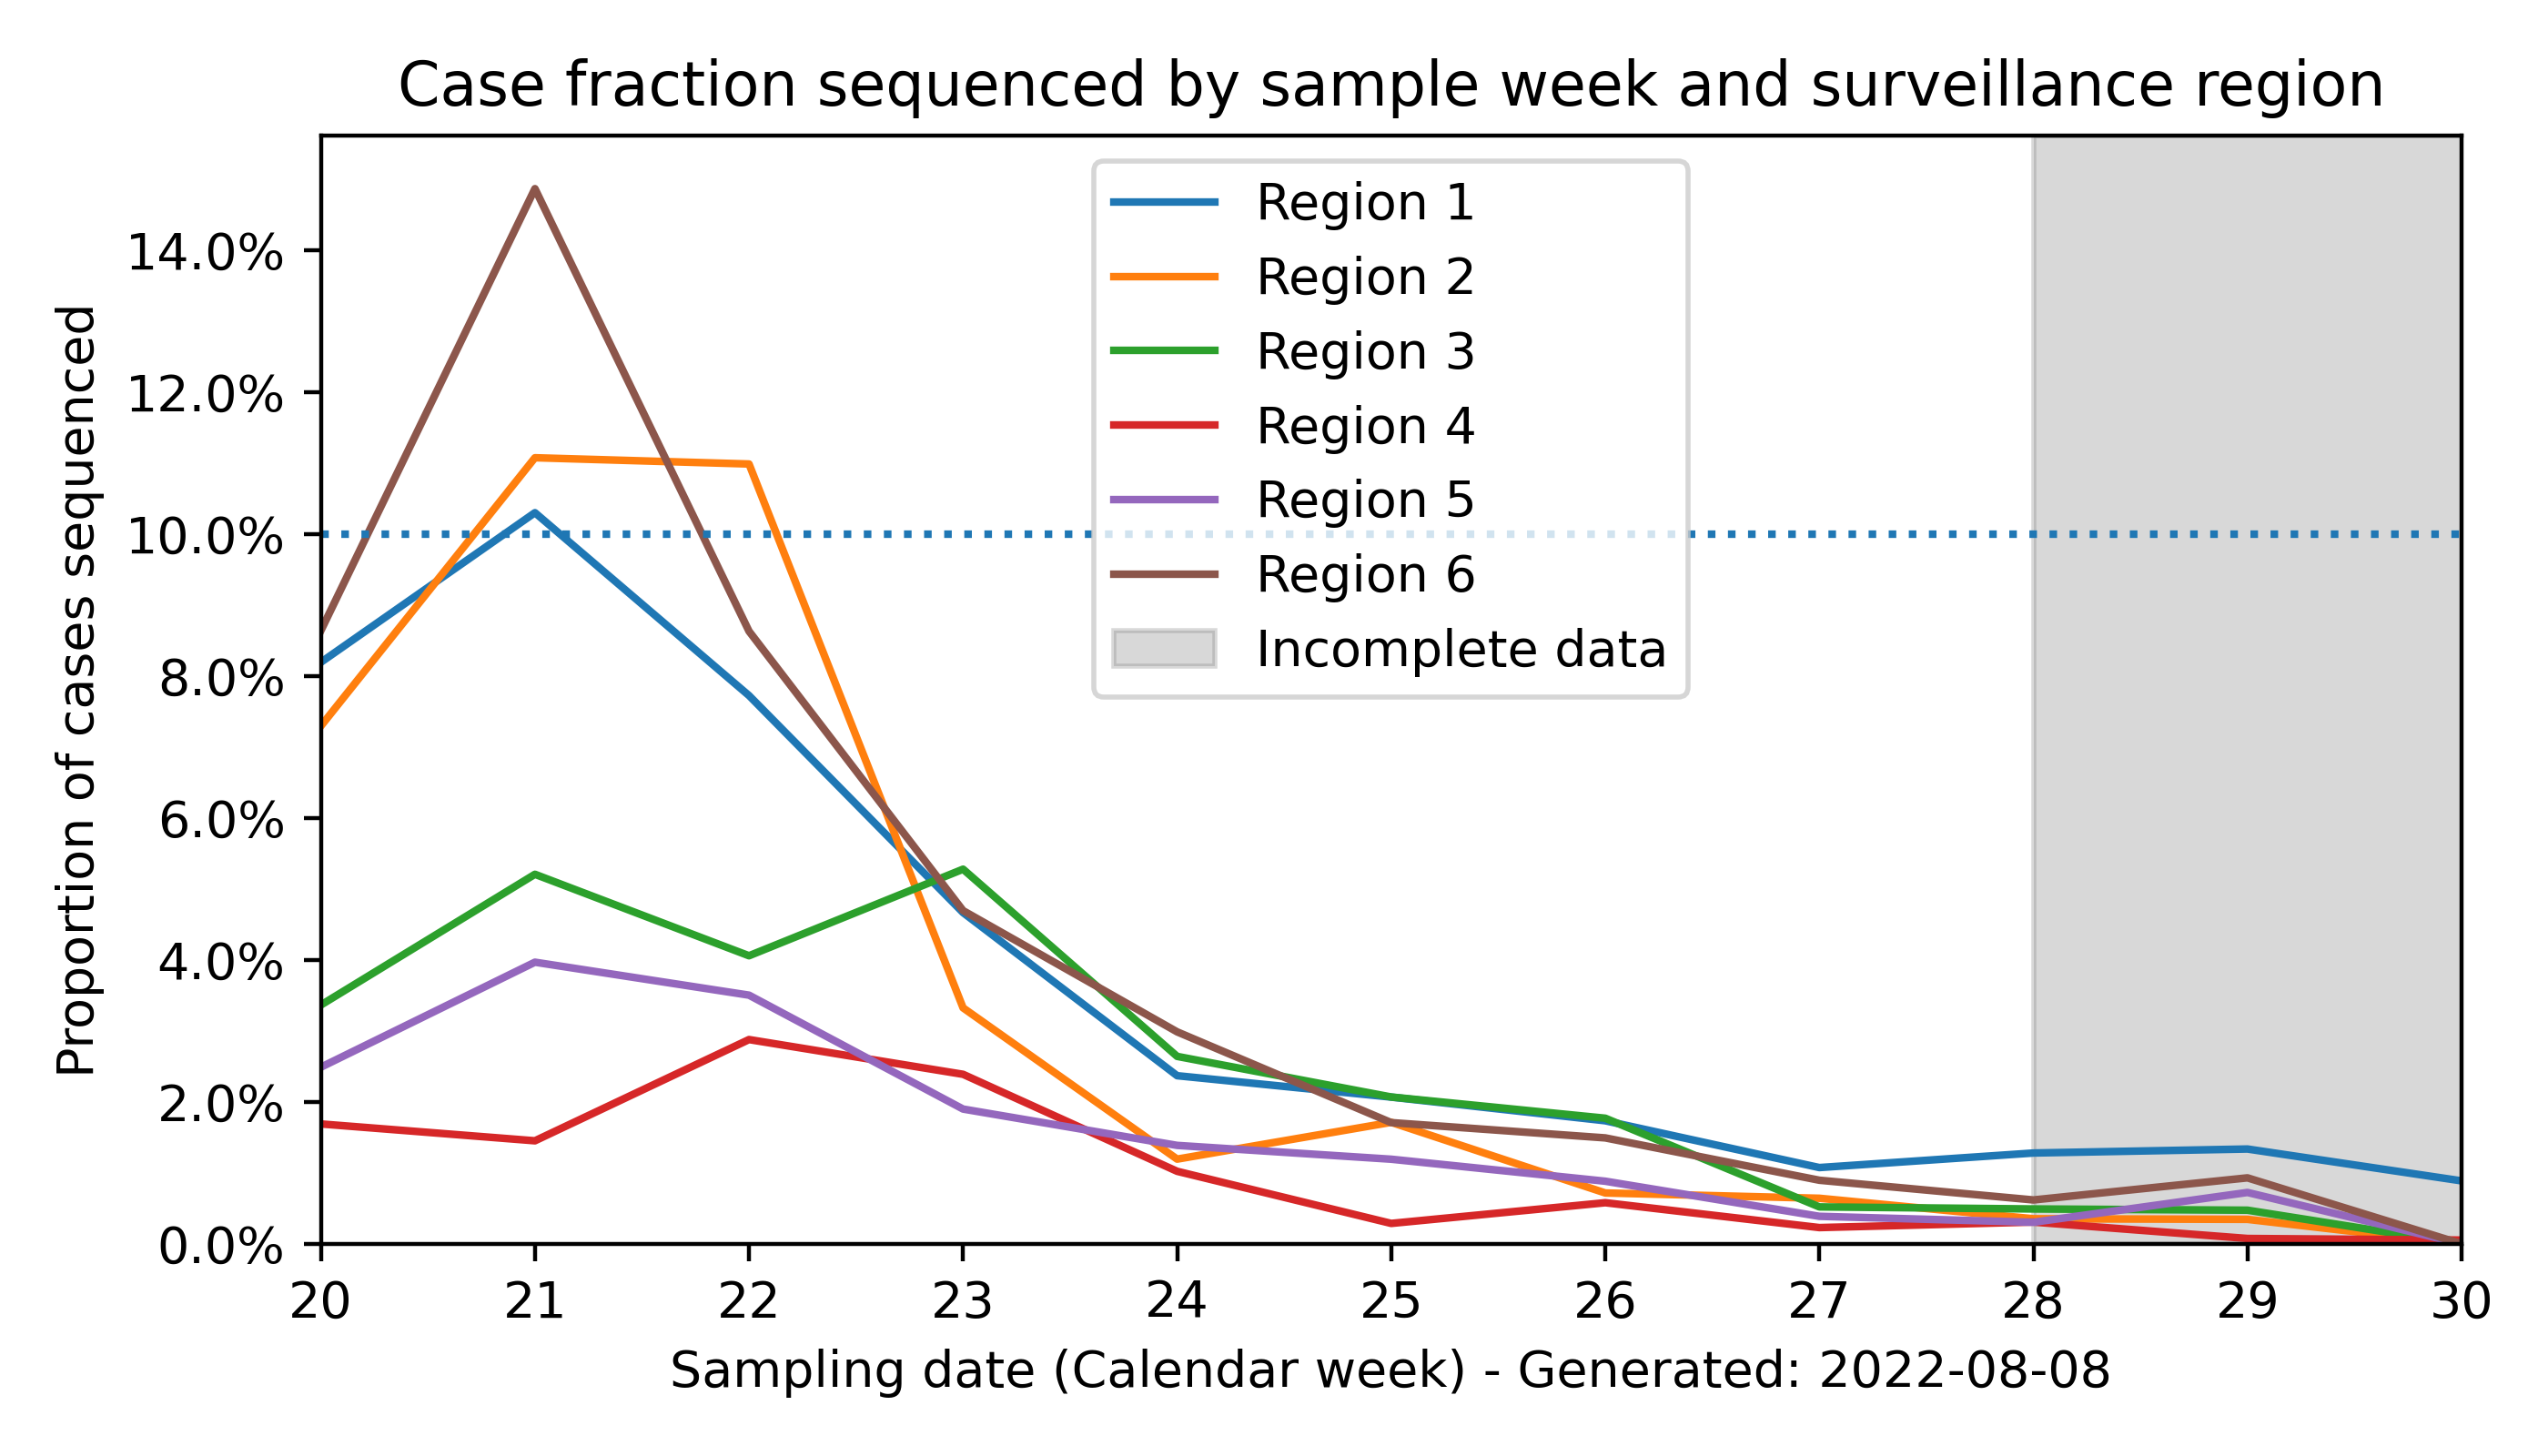 Case fraction sequenced by sample week and surveillance region
Proportion of cases sequenced
14.0%
12.0%
10.0%
8.0%
6.0%
4.0%
2.0%
0.0%
Region 1
Region 2
Region 3
Region 4
Region 5
Region 6
Incomplete data
20 21 22 23 24 25 26 27 28 29 30
Sampling date (Calendar week) - Generated: 2022-08-08